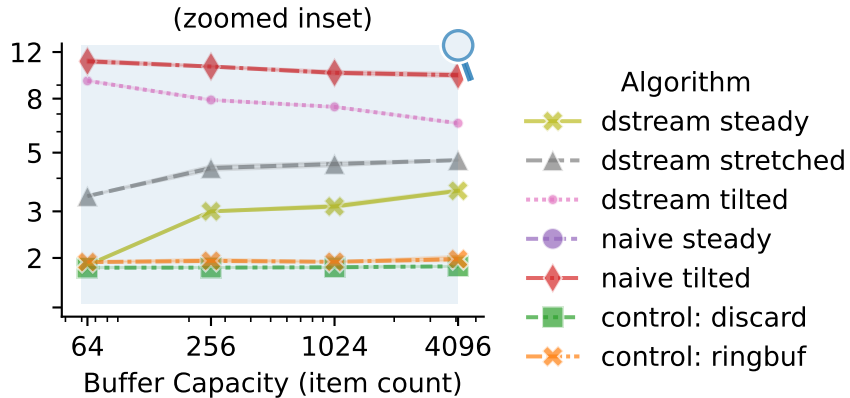 (zoomed inset)
12
8
5
3
2
64 256 1024 4096
Buffer Capacity (item count)
Algorithm
dstream steady
dstream stretched
dstream tilted
naive steady
naive tilted
control: discard
control: ringbuf